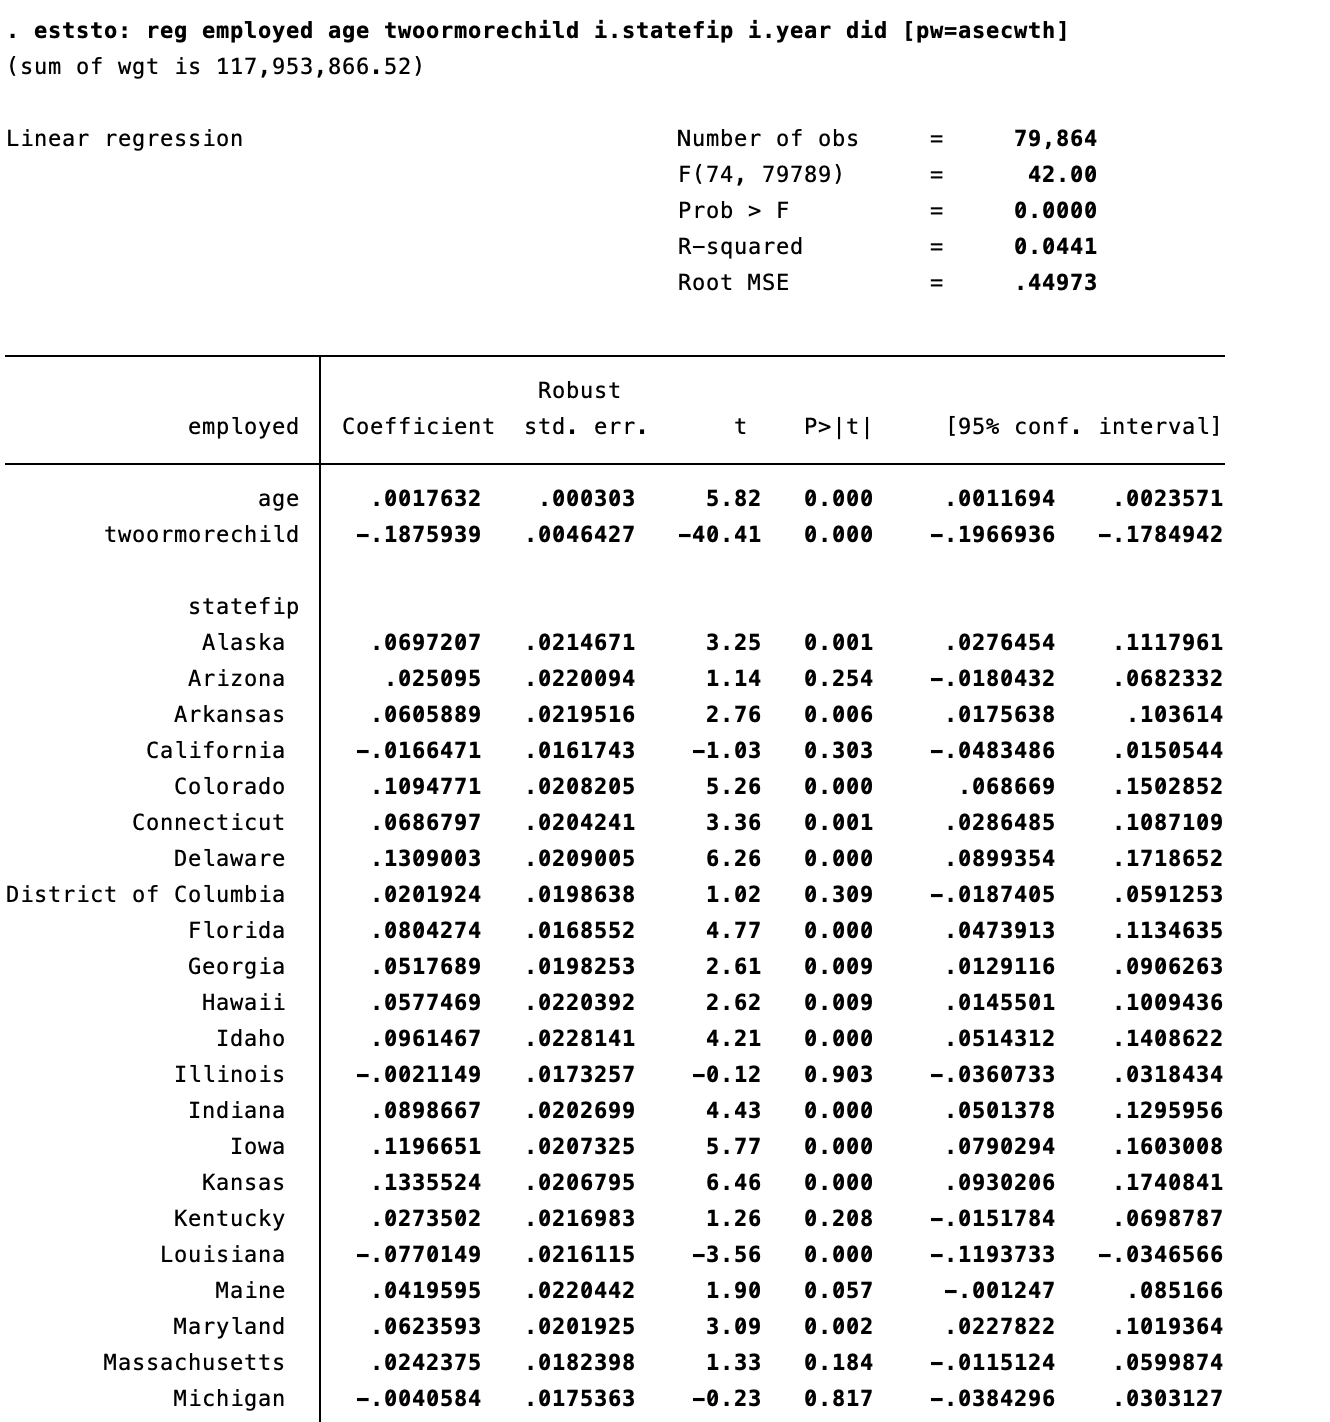 . eststo: reg employed age twoormorechild i.statefip i.year did [pw=asecwth]
(sum of wgt is 117,953,866.52)
Linear regression Number of obs = 79,864
F(74, 79789) = 42.00
Prob > F = 0.0000
R-squared = 0.0441
Root MSE = .44973
Robust
employed Coefficient std. err. t P>|t| [95% conf. interval]
age .0017632 .000303 5.82 0.000 .0011694 .0023571
twoormorechild -.1875939 .0046427 -40.41 0.000 -.1966936 -.1784942
statefip
Alaska .0697207 .0214671 3.25 0.001 .0276454 .1117961
Arizona .025095 .0220094 1.14 0.254 -.0180432 .0682332
Arkansas .0605889 .0219516 2.76 0.006 .0175638 .103614
California -.0166471 .0161743 -1.03 0.303 -.0483486 .0150544
Colorado .1094771 .0208205 5.26 0.000 .068669 .1502852
Connecticut .0686797 .0204241 3.36 0.001 .0286485 .1087109
Delaware .1309003 .0209005 6.26 0.000 .0899354 .1718652
District of Columbia .0201924 .0198638 1.02 0.309 -.0187405 .0591253
Florida .0804274 .0168552 4.77 0.000 .0473913 .1134635
Georgia .0517689 .0198253 2.61 0.009 .0129116 .0906263
Hawaii .0577469 .0220392 2.62 0.009 .0145501 .1009436
Idaho .0961467 .0228141 4.21 0.000 .0514312 .1408622
Illinois -.0021149 .0173257 -0.12 0.903 -.0360733 .0318434
Indiana .0898667 .0202699 4.43 0.000 .0501378 .1295956
Iowa .1196651 .0207325 5.77 0.000 .0790294 .1603008
Kansas .1335524 .0206795 6.46 0.000 .0930206 .1740841
Kentucky .0273502 .0216983 1.26 0.208 -.0151784 .0698787
Louisiana -.0770149 .0216115 -3.56 0.000 -.1193733 -.0346566
Maine .0419595 .0220442 1.90 0.057 -.001247 .085166
Maryland .0623593 .0201925 3.09 0.002 .0227822 .1019364
Massachusetts .0242375 .0182398 1.33 0.184 -.0115124 .0599874
Michigan -.0040584 .0175363 -0.23 0.817 -.0384296 .0303127